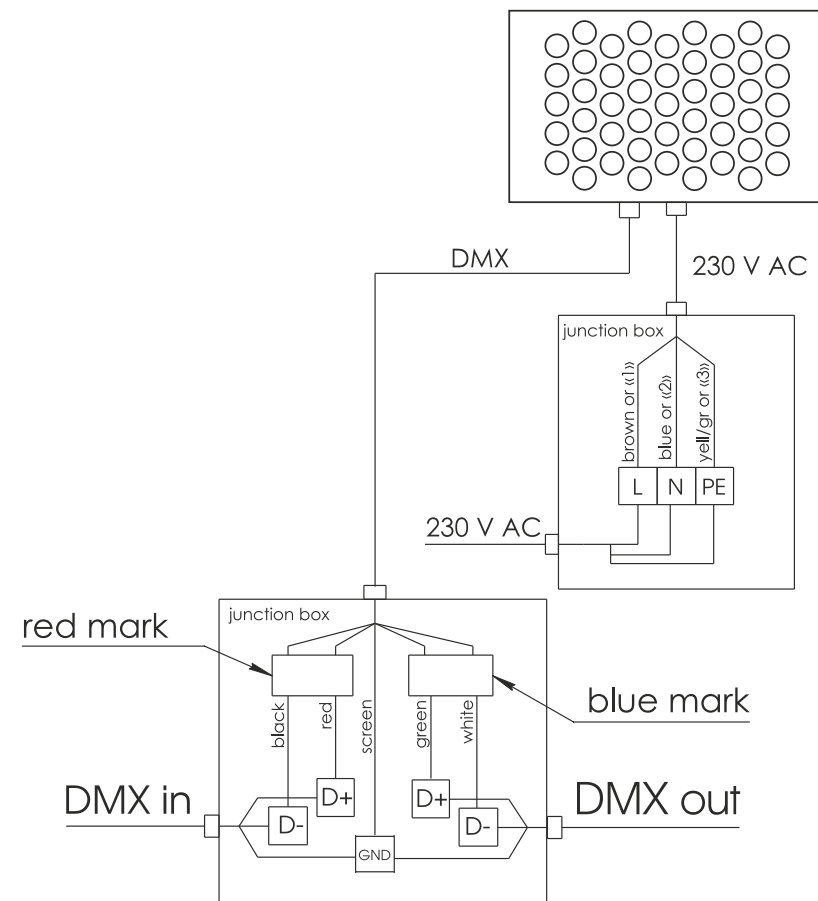 DMX
230 V AC
junction box
brown or «1»
blue or «2»
yell/gr or «3»
L N PE
230 V AC
junction box
red mark
blue mark
black
red
screen
green
white
DMX in
D+
D-
D+
D-
DMX out
GND